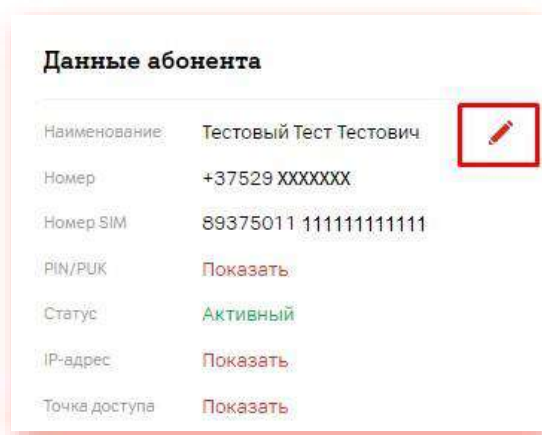 Данные абонента
Наименование Тестовый Тест Тестович
Номер +37529 XXXXXXX
Номер SIM 89375011 111111111111
PIN/PUK Показать
Статус Активный
IP-адрес Показать
Точка доступа Показать